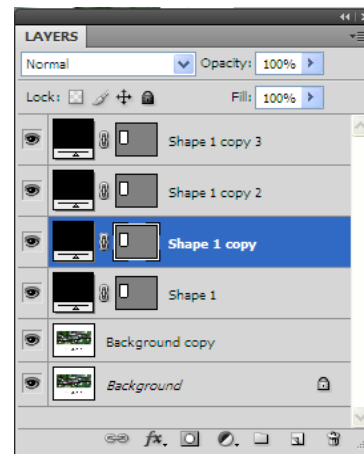 LAYERS
Normal Opacity: 100%
Lock: Fill: 100%
Shape 1 copy 3
Shape 1 copy 2
Shape 1 copy
Shape 1
Background copy
Background
fx.